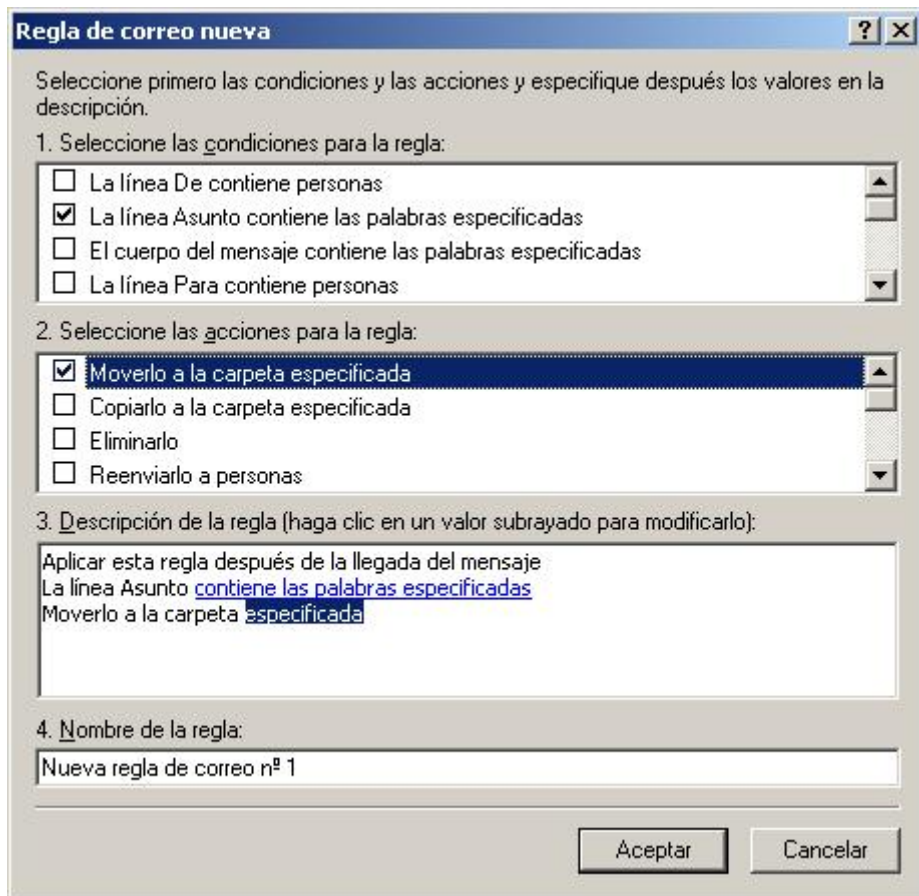 Regla de correo nueva
Seleccione primero las condiciones y las acciones y especifique después los valores en la
descripción.
1. Seleccione las condiciones para la regla:
La línea De contiene personas
La línea Asunto contiene las palabras especificadas
El cuerpo del mensaje contiene las palabras especificadas
La línea Para contiene personas
2. Seleccione las acciones para la regla:
Moverlo a la carpeta especificada
Copiarlo a la carpeta especificada
Eliminarlo
Reenviarlo a personas
3. Descripción de la regla (haga clic en un valor subrayado para modificarlo):
Aplicar esta regla después de la llegada del mensaje
La línea Asunto contiene las palabras especificadas
Moverlo a la carpeta especificada
4. Nombre de la regla:
Nueva regla de correo nº 1
Aceptar Cancelar